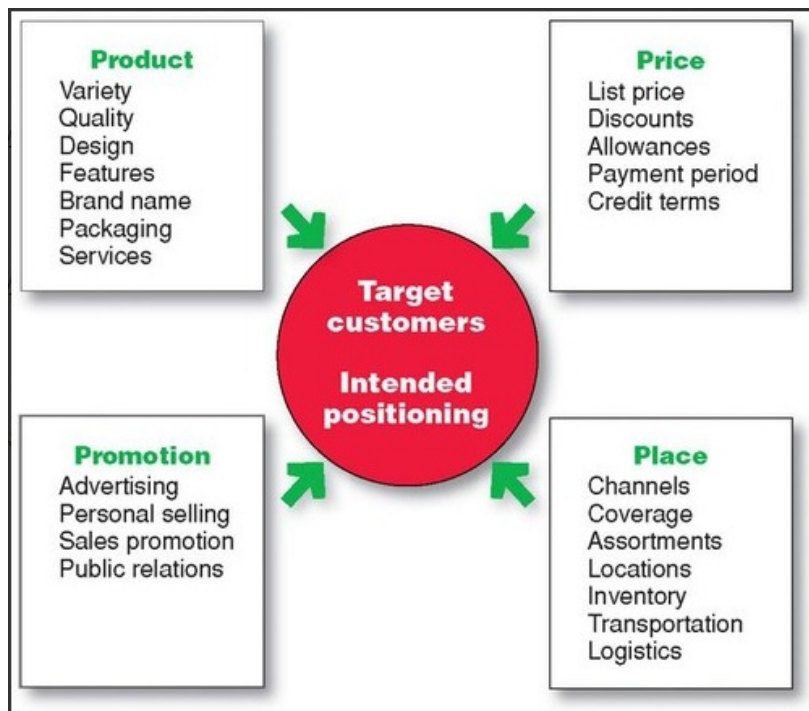 Product
Variety
Quality
Design
Features
Brand name
Packaging
Services
Price
List price
Discounts
Allowances
Payment period
Credit terms
Target
customers
Intended
positioning
Promotion
Advertising
Personal selling
Sales promotion
Public relations
Place
Channels
Coverage
Assortments
Locations
Inventory
Transportation
Logistics